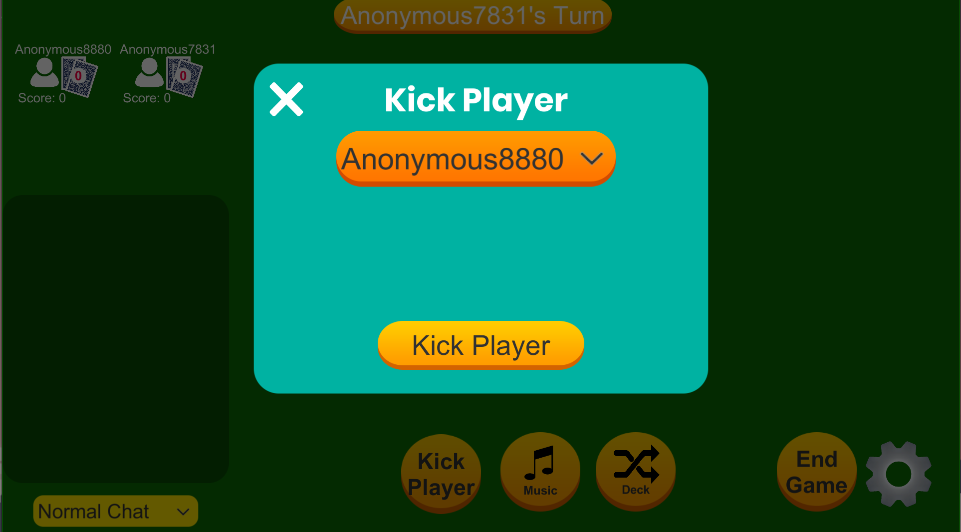 Anonymous7831's Turn
Anonymous8880 Anonymous7831
0 0
Score: 0 Score: 0
Kick Player
Anonymous8880
Kick Player
Kick
Player
Music
Deck
End
Game
Normal Chat